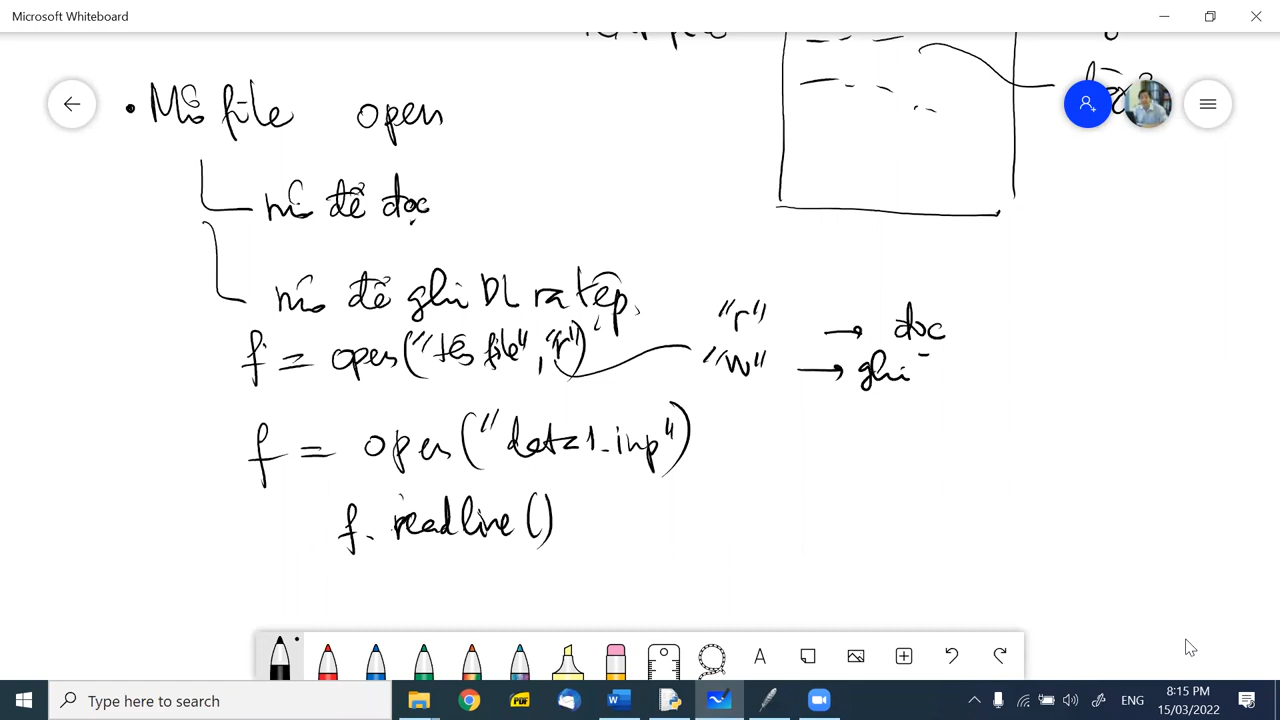 Microsoft Whiteboard
• Mở file open
mở để đọc
mở để ghi DL ra tệp.
f = open("tên file", "r")
"r" → đọc
"w" → ghi
f = open("data1.inp")
f. readline()
Type here to search
ENG
8:15 PM
15/03/2022